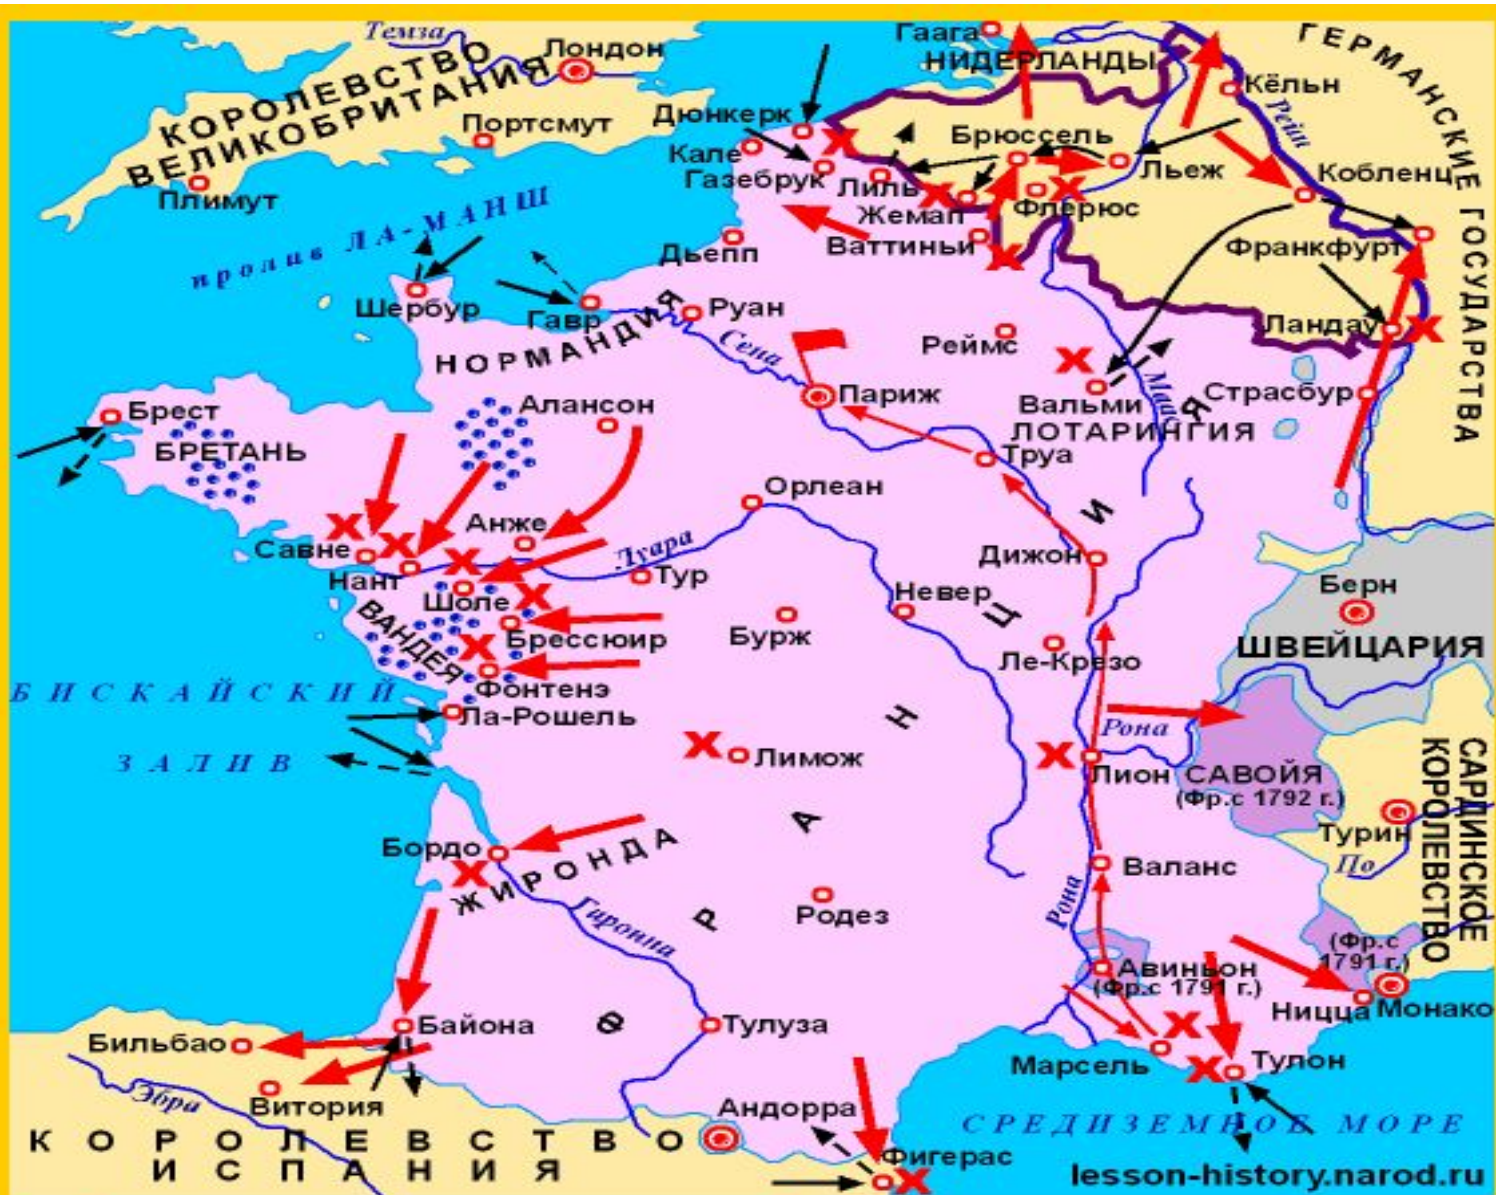 Темза
Лондон
КОРОЛЕВСТВО
ВЕЛИКОБРИТАНИЯ
Портсмут
Плимут
пролив ЛА-МАНШ
Гаага
НИДЕРЛАНДЫ
ГЕРМАНСКИЕ ГОСУДАРСТВА
Кёльн
Рейн
Дюнкерк
Кале
Газебрук
Лиль
Брюссель
Льеж
Кобленц
Жемап
Флёрюс
Ваттиньи
Франкфурт
Дьепп
Шербур
Гавр
Руан
НОРМАНДИЯ
Сена
Реймс
Ландау
Париж
Вальми
Маас
Страсбур
ЛОТАРИНГИЯ
Брест
БРЕТАНЬ
Алансон
Труа
Орлеан
Анже
Савне
Нант
Луара
Тур
Дижон
Шоле
ВАНДЕЯ
Брессюир
Бурж
Невер
Ле-Крезо
Берн
ШВЕЙЦАРИЯ
Фонтенэ
БИСКАЙСКИЙ
ЗАЛИВ
Ла-Рошель
Лимож
Рона
Лион
САВОЙЯ
(Фр.с 1792 г.)
САРДИНСКОЕ
КОРОЛЕВСТВО
Турин
По
Бордо
ЖИРОНДА
Гаронна
Валанс
Родез
Рона
ФРАНЦИЯ
Авиньон
(Фр.с 1791 г.)
(Фр.с
1791 г.)
Ницца
Монако
Байона
Тулуза
Марсель
Тулон
Бильбао
Витория
Эбра
Андорра
КОРОЛЕВСТВО
ИСПАНИЯ
Фигерас
СРЕДИЗЕМНОЕ МОРЕ
lesson-history.narod.ru